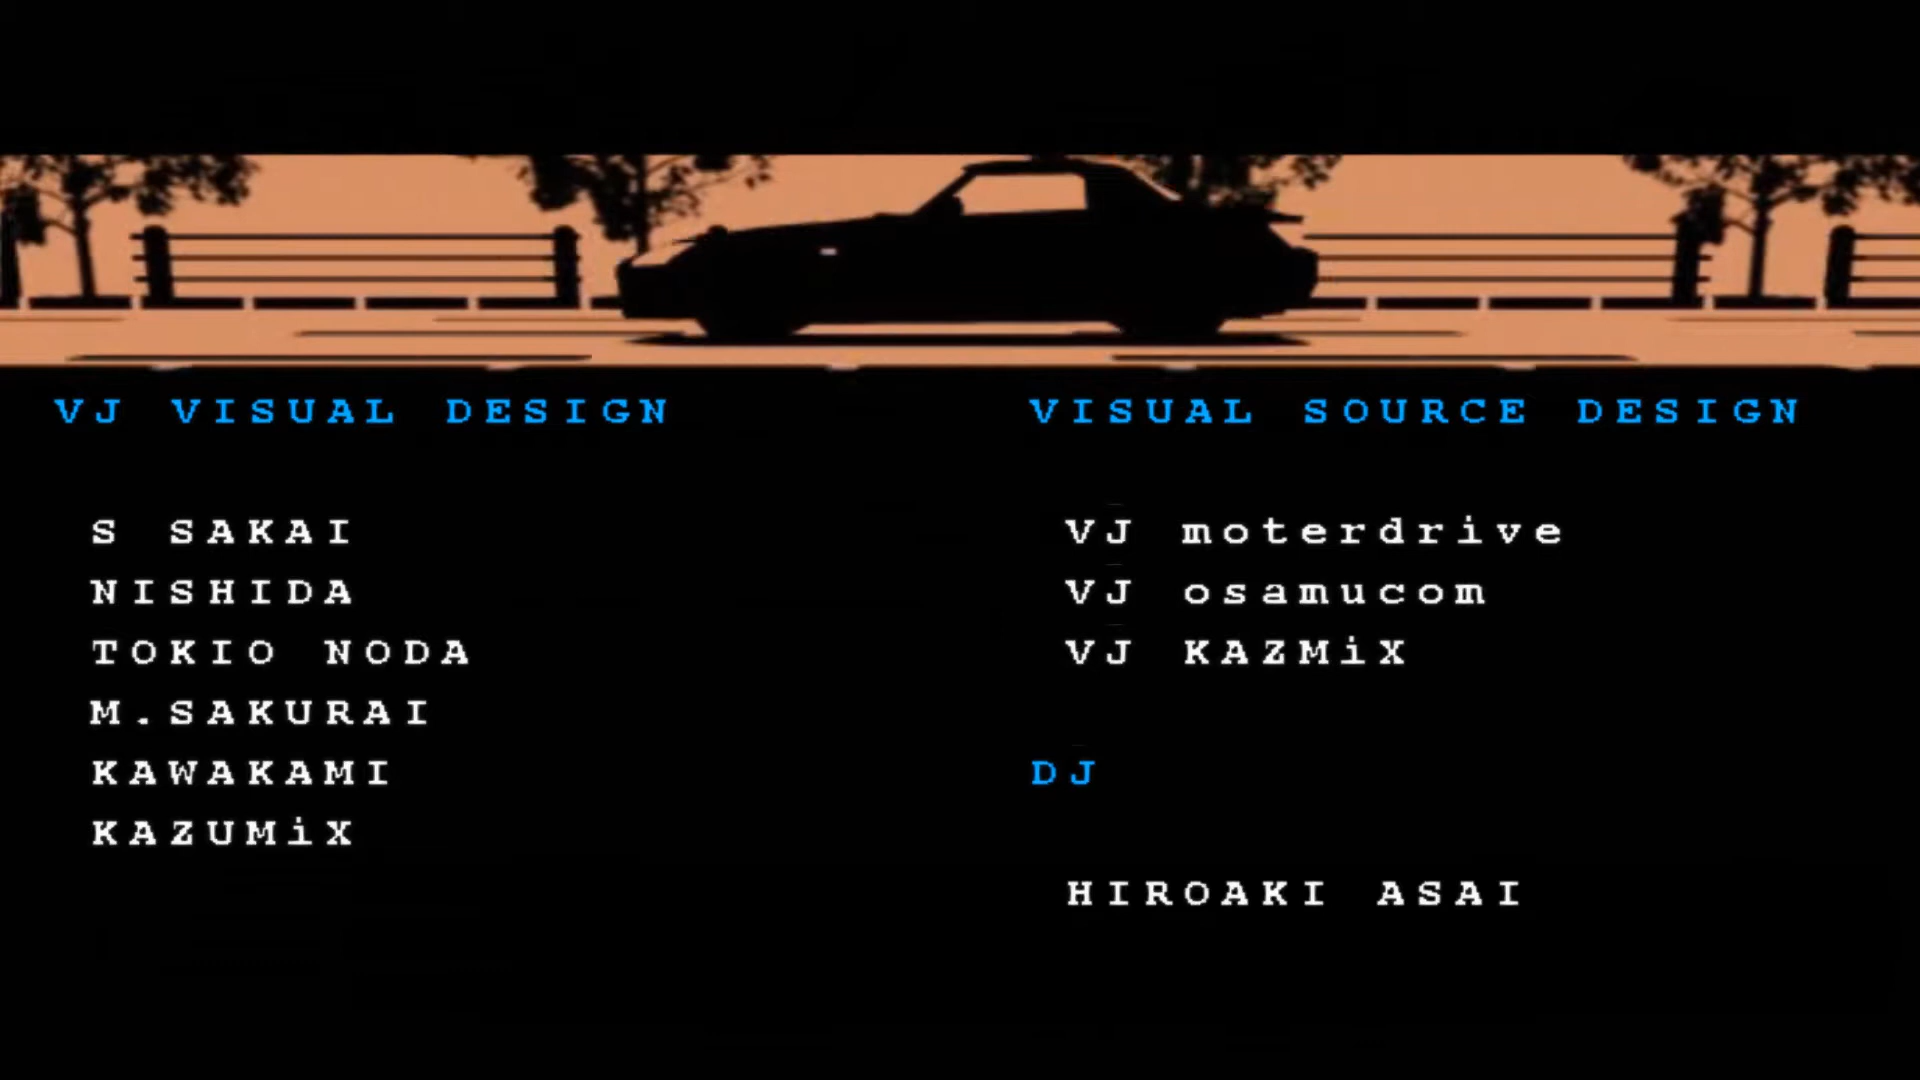 VJ VISUAL DESIGN
S SAKAI
NISHIDA
TOKIO NODA
M.SAKURAI
KAWAKAMI
KAZUMiX
VISUAL SOURCE DESIGN
VJ moterdrive
VJ osamucom
VJ KAZMiX
DJ
HIROAKI ASAI